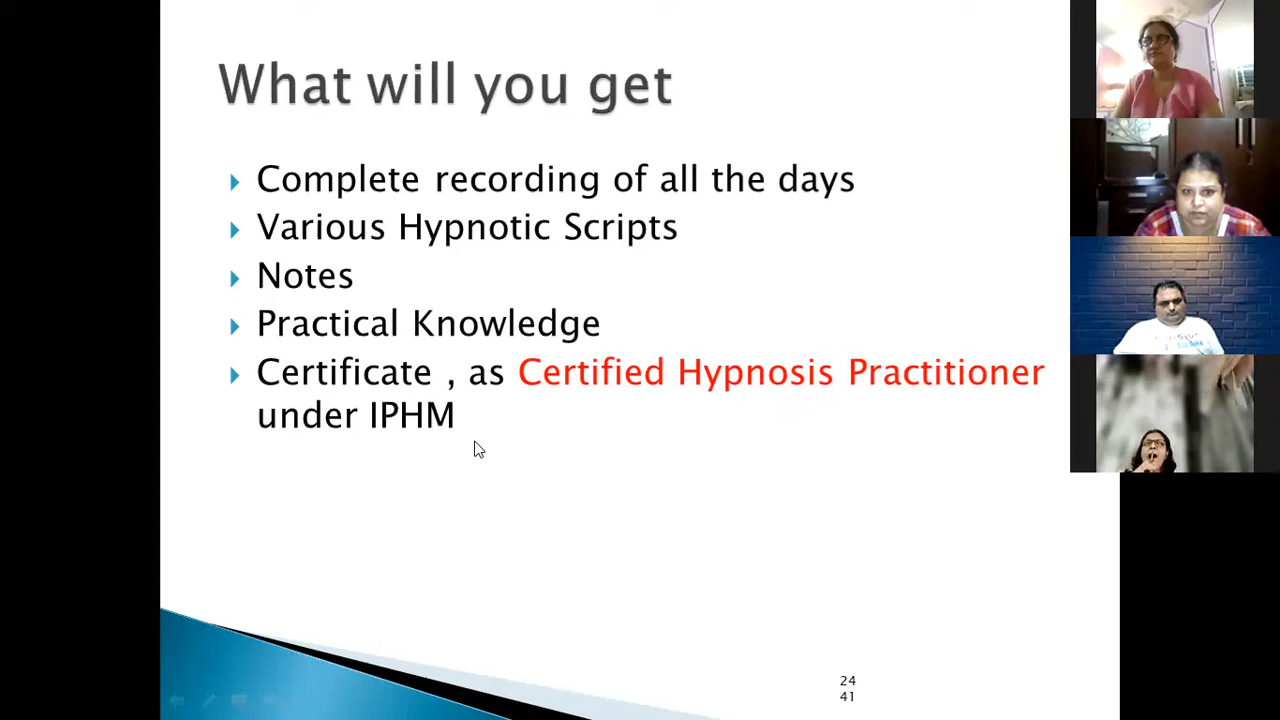 What will you get
Complete recording of all the days
Various Hypnotic Scripts
Notes
Practical Knowledge
Certificate , as Certified Hypnosis Practitioner
under IPHM
24
41